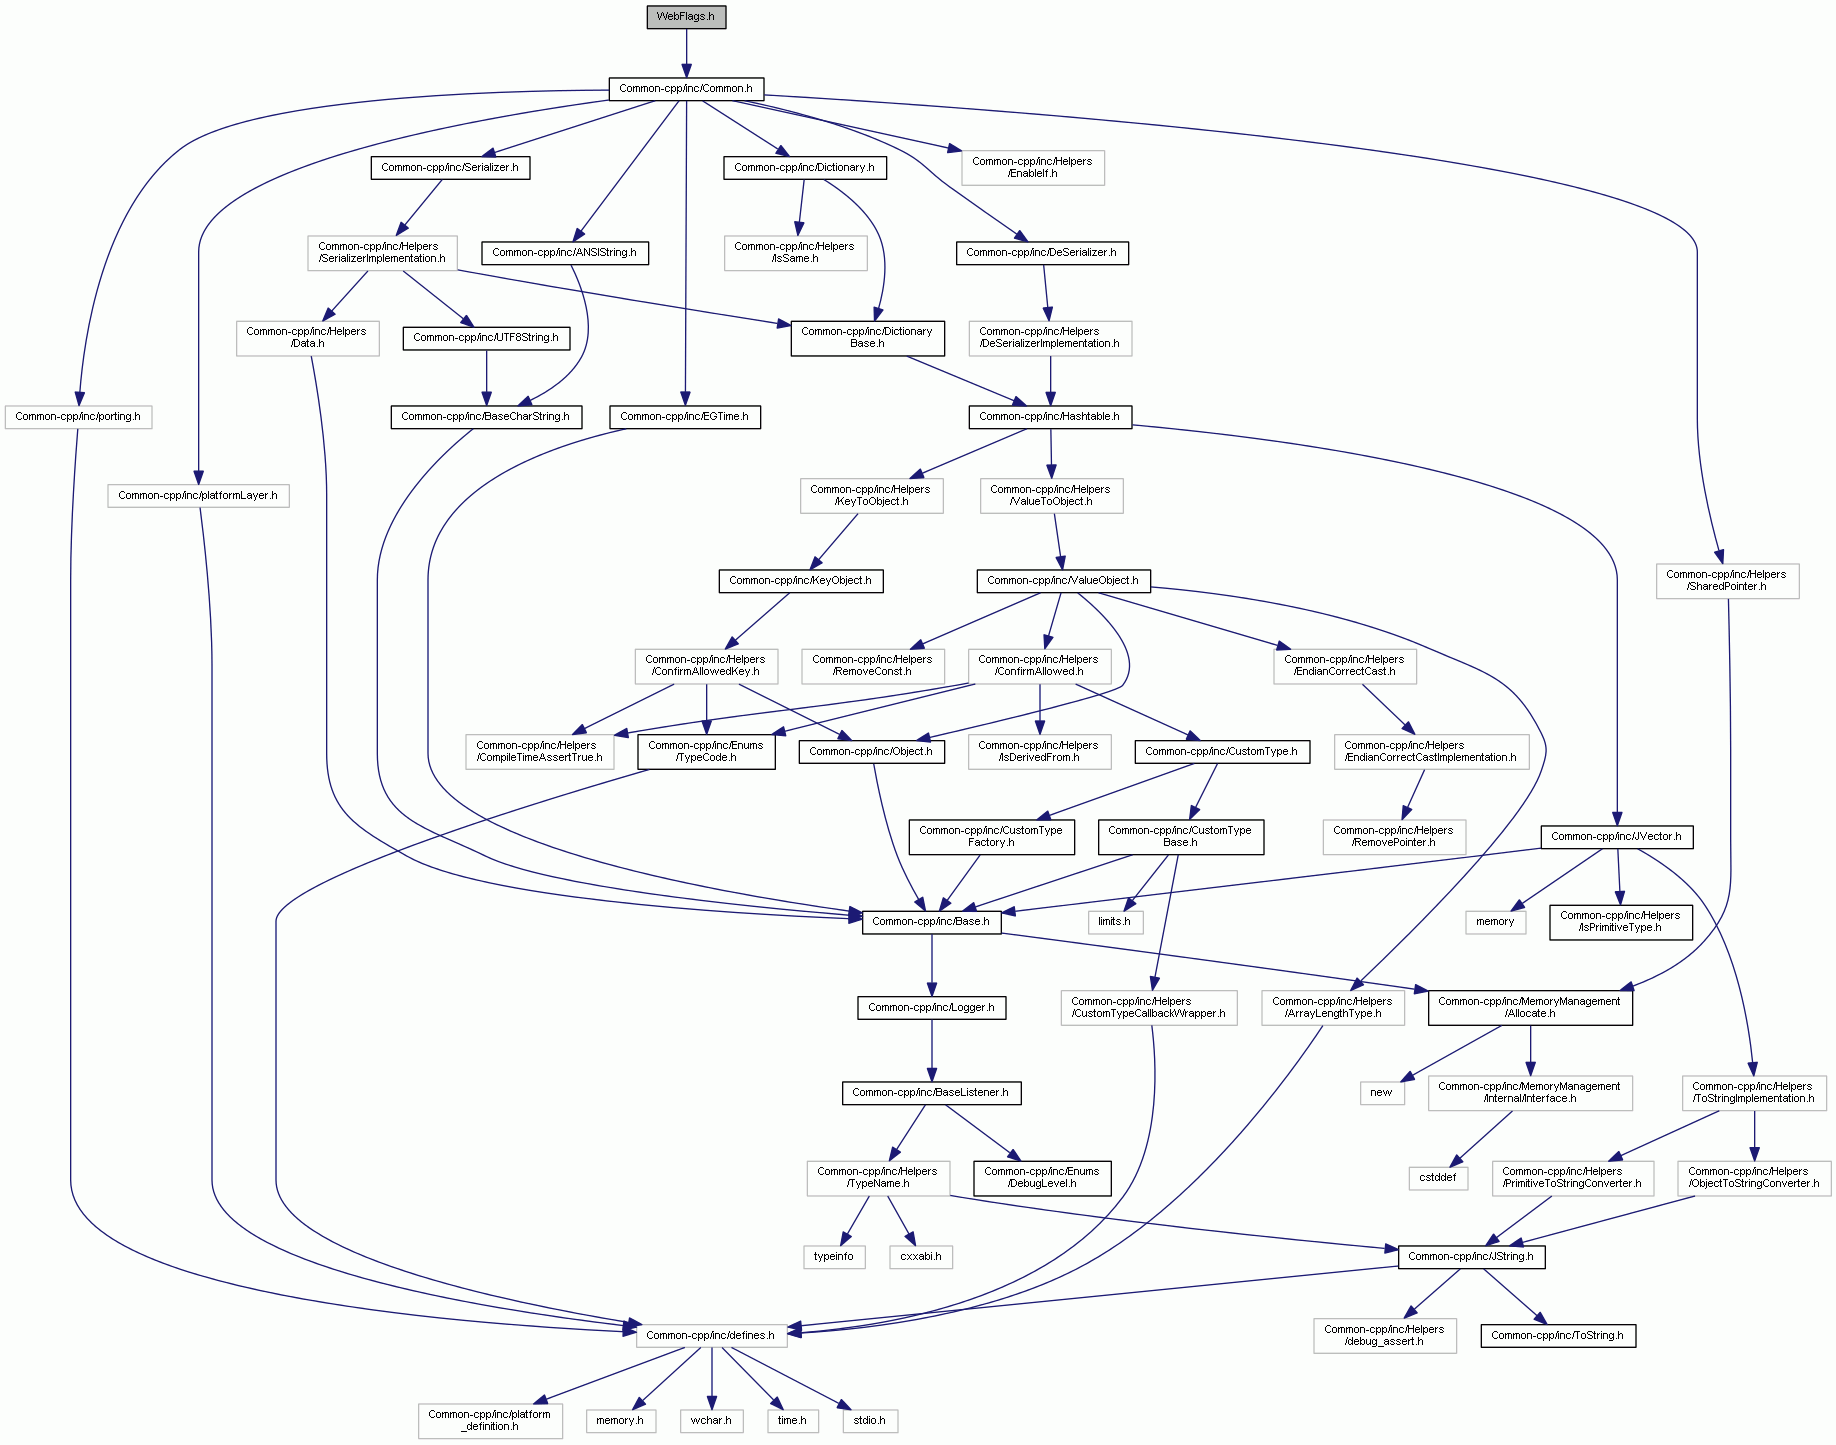 WebFlags.h
Common-cpp/inc/Common.h
Common-cpp/inc/Serializer.h
Common-cpp/inc/Dictionary.h
Common-cpp/inc/Helpers
/EnableIf.h
Common-cpp/inc/Helpers
/SerializerImplementation.h
Common-cpp/inc/ANSIString.h
Common-cpp/inc/Helpers
/IsSame.h
Common-cpp/inc/DeSerializer.h
Common-cpp/inc/Helpers
/Data.h
Common-cpp/inc/UTF8String.h
Common-cpp/inc/Dictionary
Base.h
Common-cpp/inc/Helpers
/DeSerializerImplementation.h
Common-cpp/inc/porting.h
Common-cpp/inc/BaseCharString.h
Common-cpp/inc/EGTime.h
Common-cpp/inc/Hashtable.h
Common-cpp/inc/platformLayer.h
Common-cpp/inc/Helpers
/KeyToObject.h
Common-cpp/inc/Helpers
/ValueToObject.h
Common-cpp/inc/KeyObject.h
Common-cpp/inc/ValueObject.h
Common-cpp/inc/Helpers
/SharedPointer.h
Common-cpp/inc/Helpers
/ConfirmAllowedKey.h
Common-cpp/inc/Helpers
/RemoveConst.h
Common-cpp/inc/Helpers
/ConfirmAllowed.h
Common-cpp/inc/Helpers
/EndianCorrectCast.h
Common-cpp/inc/Helpers
/CompileTimeAssertTrue.h
Common-cpp/inc/Enums
/TypeCode.h
Common-cpp/inc/Object.h
Common-cpp/inc/Helpers
/IsDerivedFrom.h
Common-cpp/inc/CustomType.h
Common-cpp/inc/Helpers
/EndianCorrectCastImplementation.h
Common-cpp/inc/CustomType
Factory.h
Common-cpp/inc/CustomType
Base.h
Common-cpp/inc/Helpers
/RemovePointer.h
Common-cpp/inc/JVector.h
Common-cpp/inc/Base.h
limits.h
memory
Common-cpp/inc/Helpers
/IsPrimitiveType.h
Common-cpp/inc/Logger.h
Common-cpp/inc/Helpers
/CustomTypeCallbackWrapper.h
Common-cpp/inc/Helpers
/ArrayLengthType.h
Common-cpp/inc/MemoryManagement
/Allocate.h
Common-cpp/inc/BaseListener.h
new
Common-cpp/inc/MemoryManagement
/Internal/Interface.h
Common-cpp/inc/Helpers
/ToStringImplementation.h
Common-cpp/inc/Helpers
/TypeName.h
Common-cpp/inc/Enums
/DebugLevel.h
cstddef
Common-cpp/inc/Helpers
/PrimitiveToStringConverter.h
Common-cpp/inc/Helpers
/ObjectToStringConverter.h
typeinfo
cxxabi.h
Common-cpp/inc/JString.h
Common-cpp/inc/defines.h
Common-cpp/inc/Helpers
/debug_assert.h
Common-cpp/inc/ToString.h
Common-cpp/inc/platform
_definition.h
memory.h
wchar.h
time.h
stdio.h